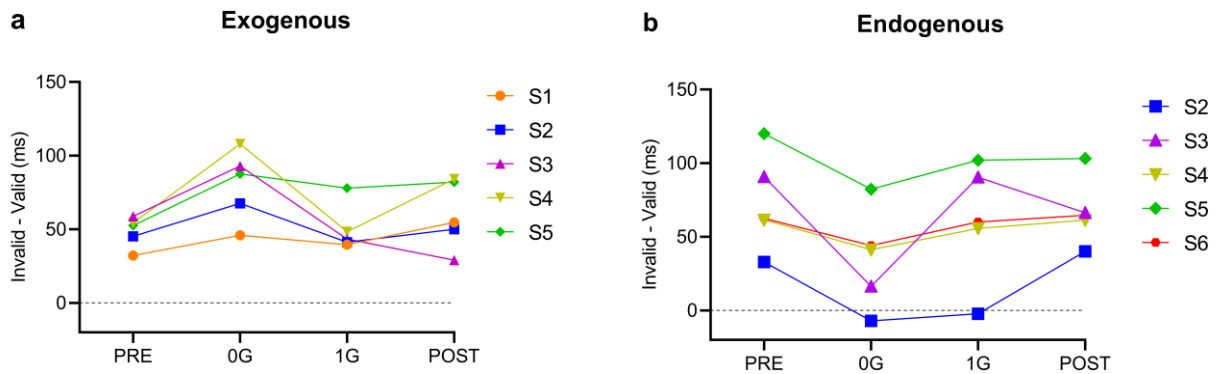 a
Exogenous
Invalid - Valid (ms)
150
100
50
0
PRE
0G
1G
POST
S1
S2
S3
S4
S5
b
Endogenous
Invalid - Valid (ms)
150
100
50
0
PRE
0G
1G
POST
S2
S3
S4
S5
S6